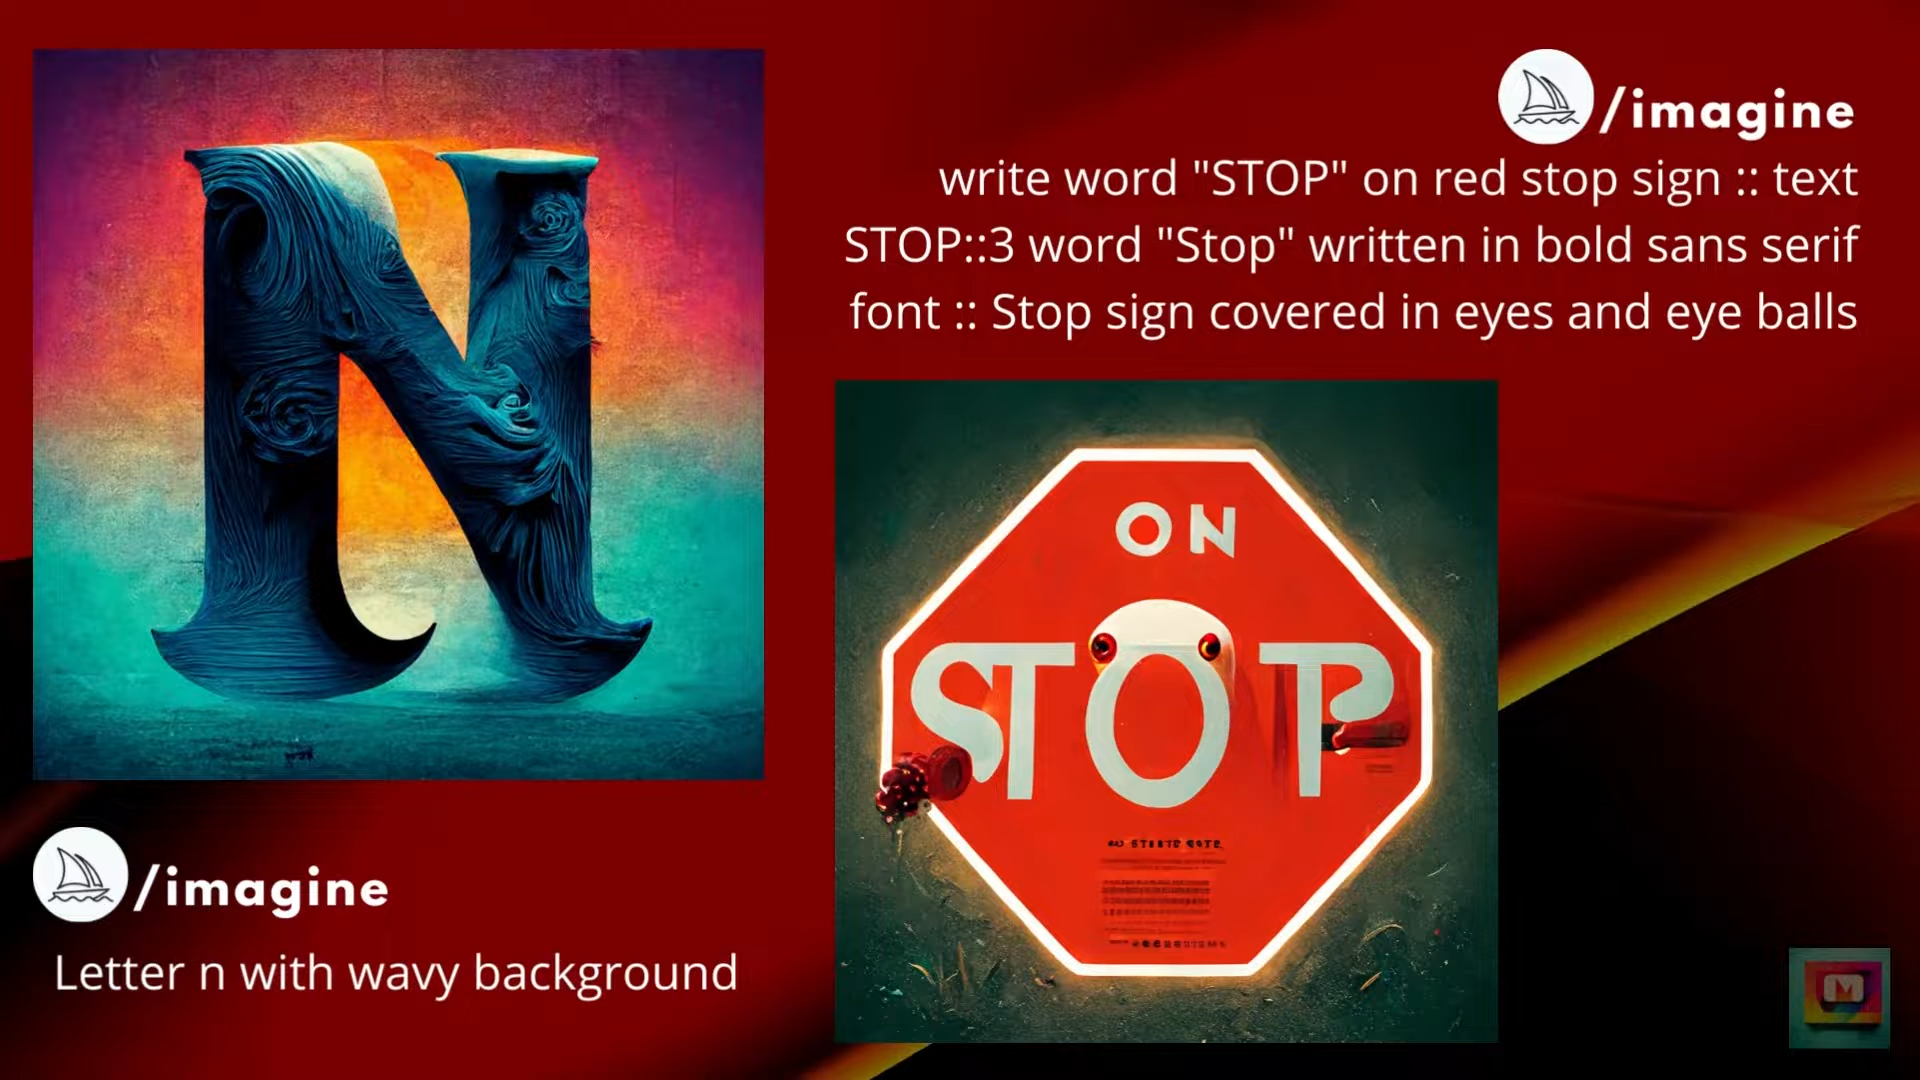 /imagine
write word "STOP" on red stop sign :: text
STOP::3 word "Stop" written in bold sans serif
font :: Stop sign covered in eyes and eye balls
N
ON
STOP
/imagine
Letter n with wavy background
M